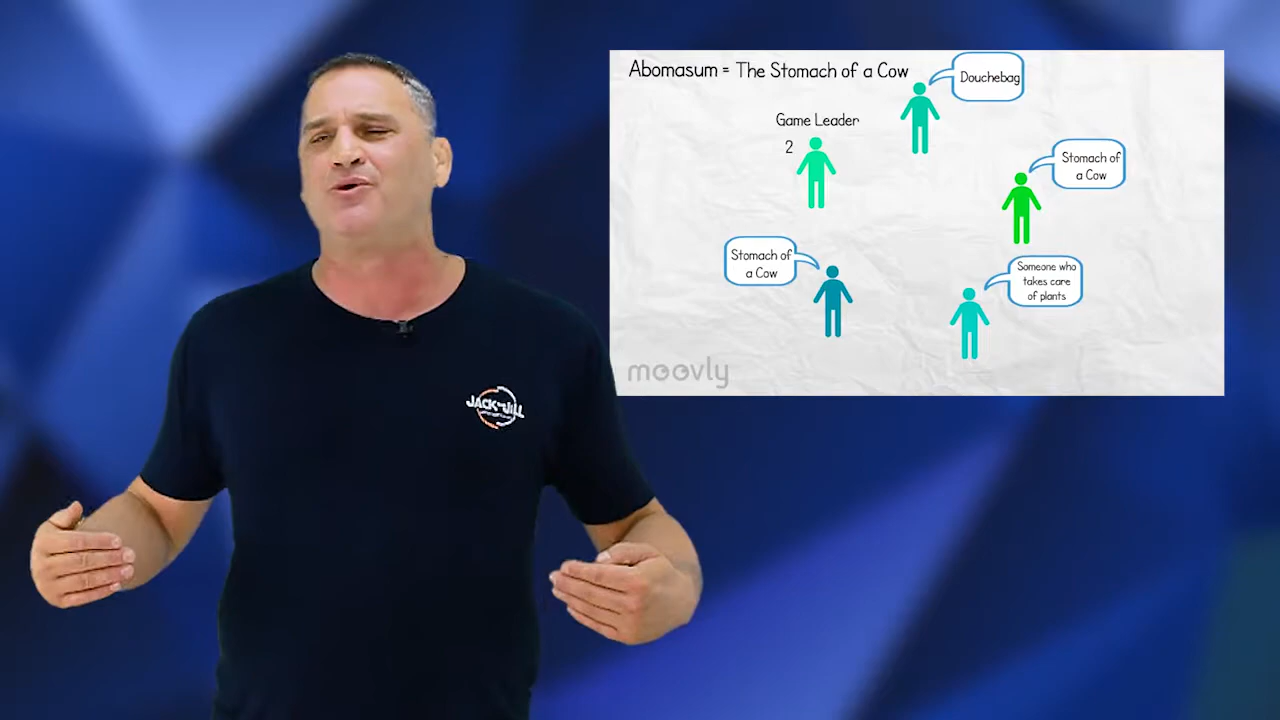 Abomasum = The Stomach of a Cow
Douchebag
Game Leader
2
Stomach of
a Cow
Stomach of
a Cow
Someone who
takes care
of plants
moovly
JACK
JILL